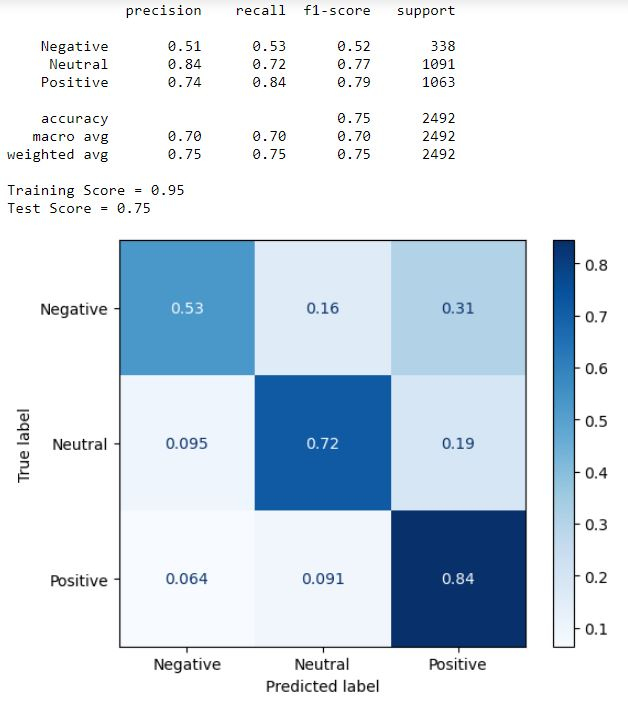 precision recall f1-score support
Negative 0.51 0.53 0.52 338
Neutral 0.84 0.72 0.77 1091
Positive 0.74 0.84 0.79 1063
accuracy 0.75 2492
macro avg 0.70 0.70 0.70 2492
weighted avg 0.75 0.75 0.75 2492
Training Score = 0.95
Test Score = 0.75
0.8
Negative 0.53 0.16 0.31
0.7
0.6
0.5
True label
Neutral 0.095 0.72 0.19
0.4
0.3
Positive 0.064 0.091 0.84
0.2
0.1
Negative Neutral Positive
Predicted label